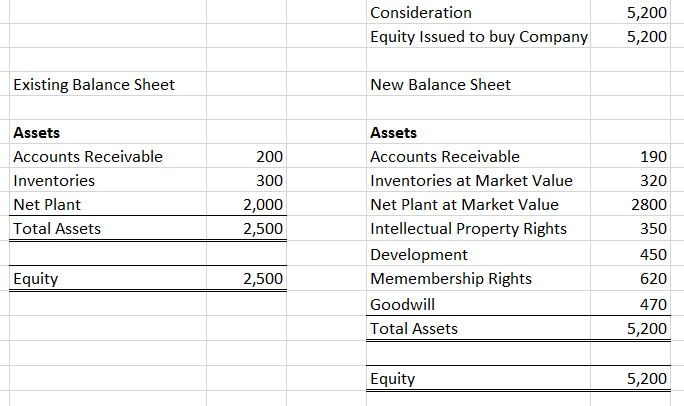 Consideration 5,200
Equity Issued to buy Company 5,200
Existing Balance Sheet New Balance Sheet
Assets Assets
Accounts Receivable 200 Accounts Receivable 190
Inventories 300 Inventories at Market Value 320
Net Plant 2,000 Net Plant at Market Value 2800
Total Assets 2,500 Intellectual Property Rights 350
Development 450
Equity 2,500 Memembership Rights 620
Goodwill 470
Total Assets 5,200
Equity 5,200